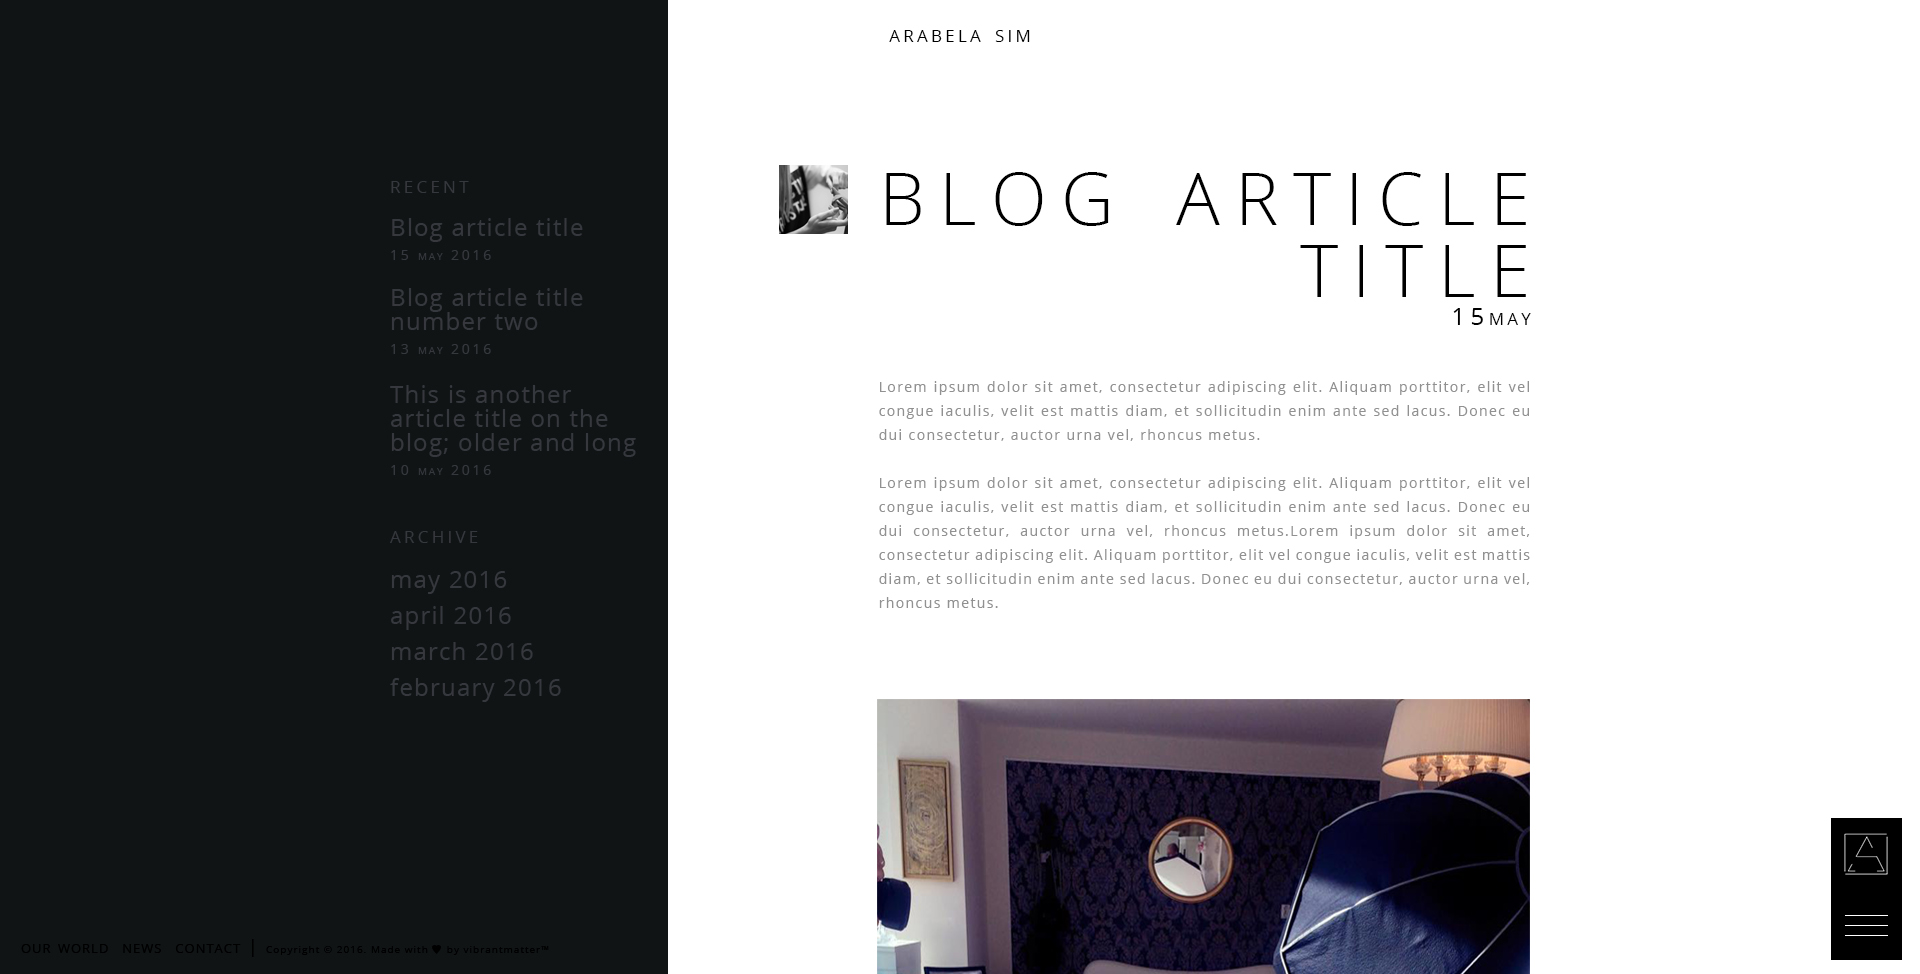 ARABELA SIM
RECENT
Blog article title
15 MAY 2016
Blog article title
number two
13 MAY 2016
This is another
article title on the
blog; older and long
10 MAY 2016
ARCHIVE
may 2016
april 2016
march 2016
february 2016
BLOG ARTICLE
TITLE
15 MAY
Lorem ipsum dolor sit amet, consectetur adipiscing elit. Aliquam porttitor, elit vel
congue iaculis, velit est mattis diam, et sollicitudin enim ante sed lacus. Donec eu
dui consectetur, auctor urna vel, rhoncus metus.
Lorem ipsum dolor sit amet, consectetur adipiscing elit. Aliquam porttitor, elit vel
congue iaculis, velit est mattis diam, et sollicitudin enim ante sed lacus. Donec eu
dui consectetur, auctor urna vel, rhoncus metus.Lorem ipsum dolor sit amet,
consectetur adipiscing elit. Aliquam porttitor, elit vel congue iaculis, velit est mattis
diam, et sollicitudin enim ante sed lacus. Donec eu dui consectetur, auctor urna vel,
rhoncus metus.
OUR WORLD NEWS CONTACT | Copyright © 2016. Made with ♥ by vibrantmatter™